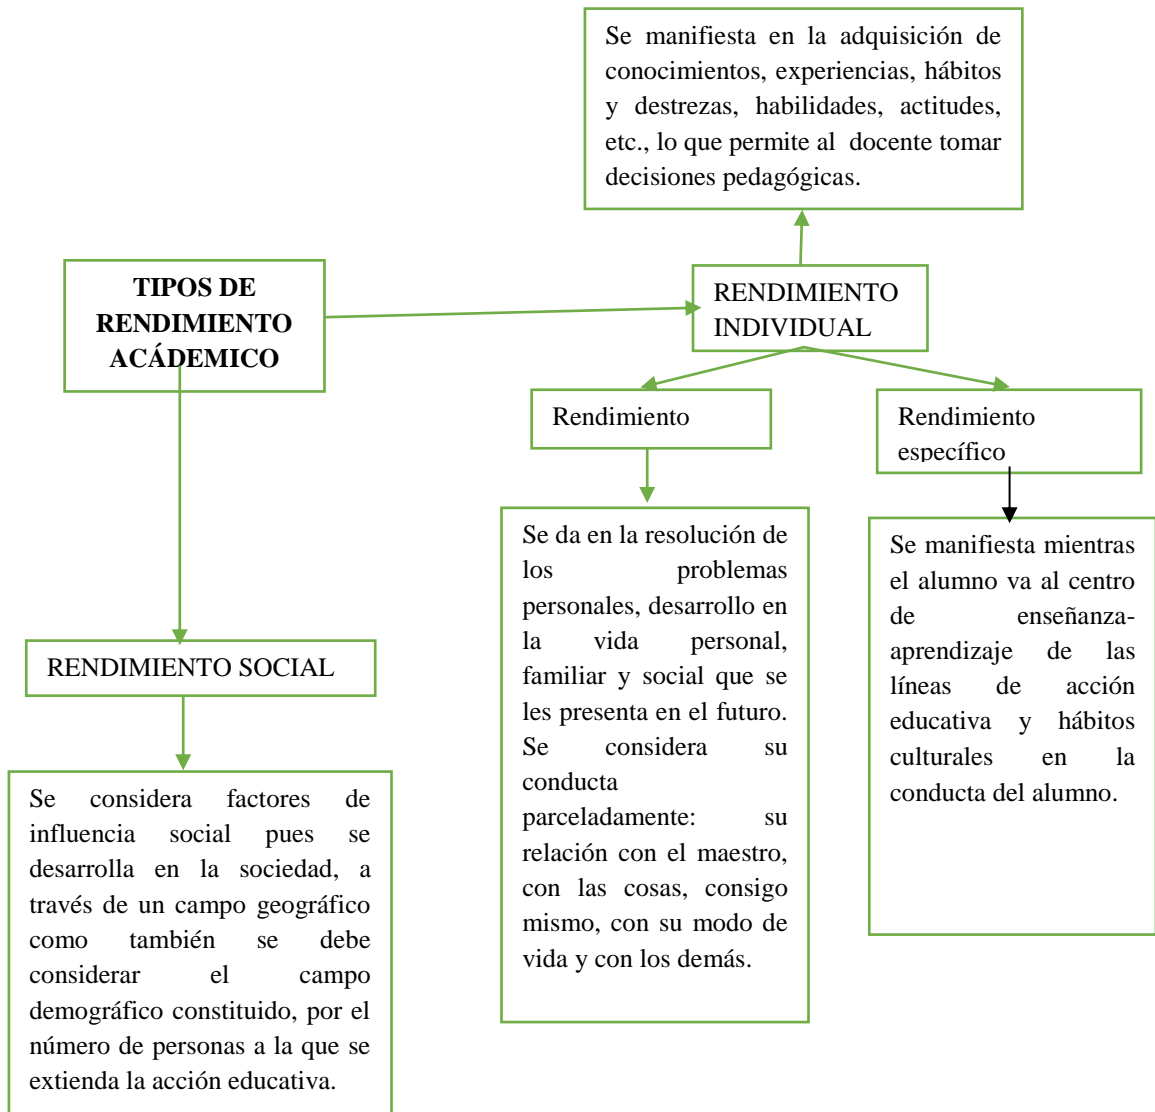 Se manifiesta en la adquisición de
conocimientos, experiencias, hábitos
y destrezas, habilidades, actitudes,
etc., lo que permite al docente tomar
decisiones pedagógicas.
TIPOS DE
RENDIMIENTO
ACÁDEMICO
RENDIMIENTO
INDIVIDUAL
Rendimiento
Rendimiento
específico
Se da en la resolución de
los problemas
personales, desarrollo en
la vida personal,
familiar y social que se
les presenta en el futuro.
Se considera su
conducta
parceladamente: su
relación con el maestro,
con las cosas, consigo
mismo, con su modo de
vida y con los demás.
Se manifiesta mientras
el alumno va al centro
de enseñanza-
aprendizaje de las
líneas de acción
educativa y hábitos
culturales en la
conducta del alumno.
RENDIMIENTO SOCIAL
Se considera factores de
influencia social pues se
desarrolla en la sociedad, a
través de un campo geográfico
como también se debe
considerar el campo
demográfico constituido, por el
número de personas a la que se
extienda la acción educativa.